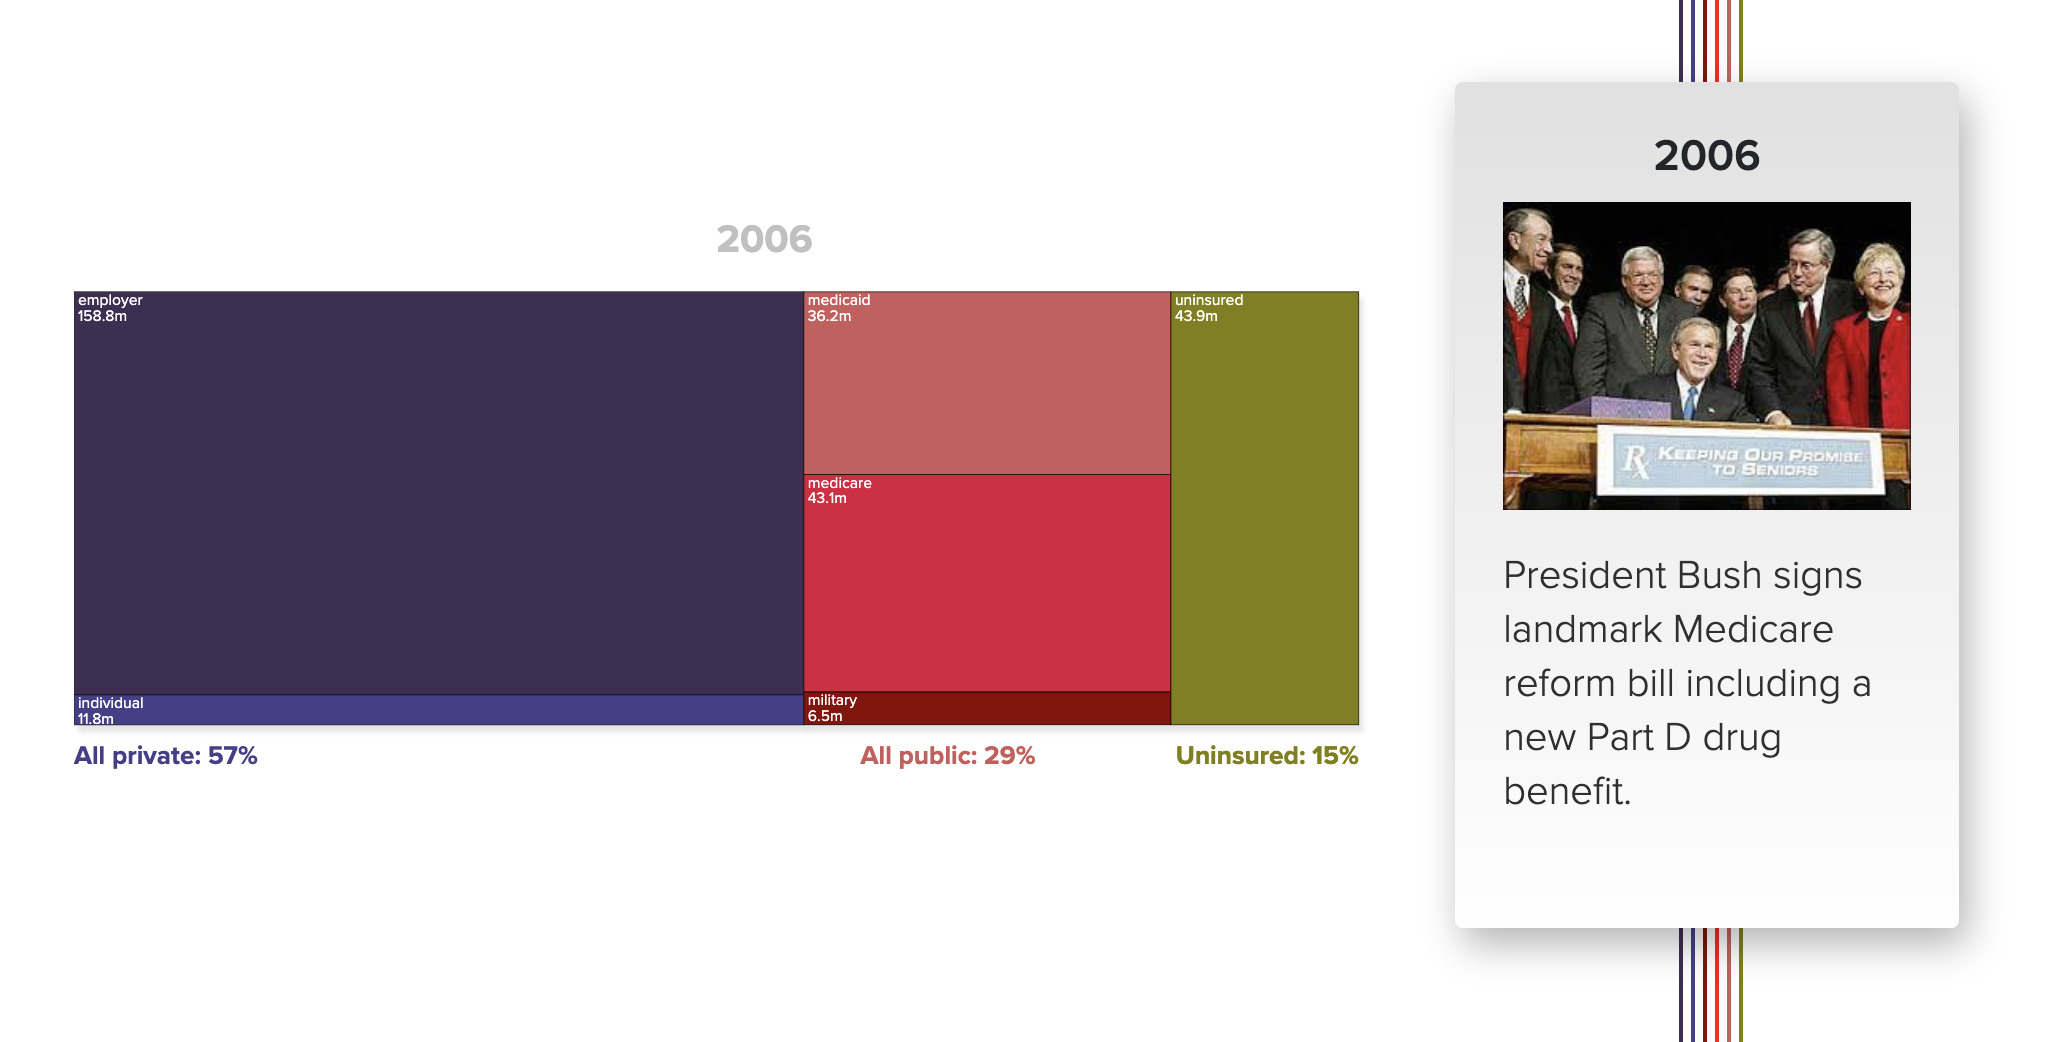 2006
employer
158.8m
individual
11.8m
medicaid
36.2m
medicare
43.1m
military
6.5m
uninsured
43.9m
All private: 57%
All public: 29%
Uninsured: 15%
2006
Rx KEEPING OUR PROMISE
TO SENIORS
President Bush signs
landmark Medicare
reform bill including a
new Part D drug
benefit.